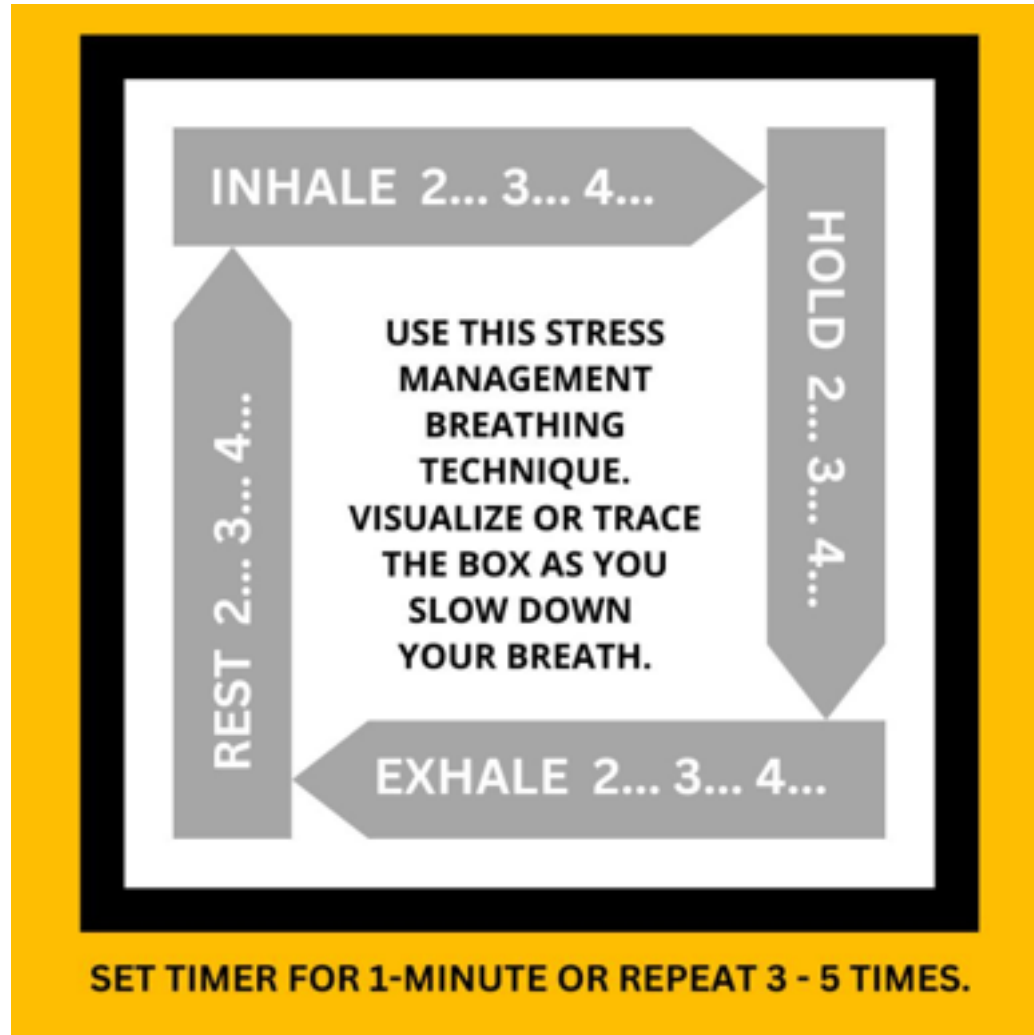 INHALE 2... 3... 4...
HOLD 2... 3... 4...
USE THIS STRESS
MANAGEMENT
BREATHING
TECHNIQUE.
VISUALIZE OR TRACE
THE BOX AS YOU
SLOW DOWN
YOUR BREATH.
EXHALE 2... 3... 4...
REST 2... 3... 4...
SET TIMER FOR 1-MINUTE OR REPEAT 3 - 5 TIMES.